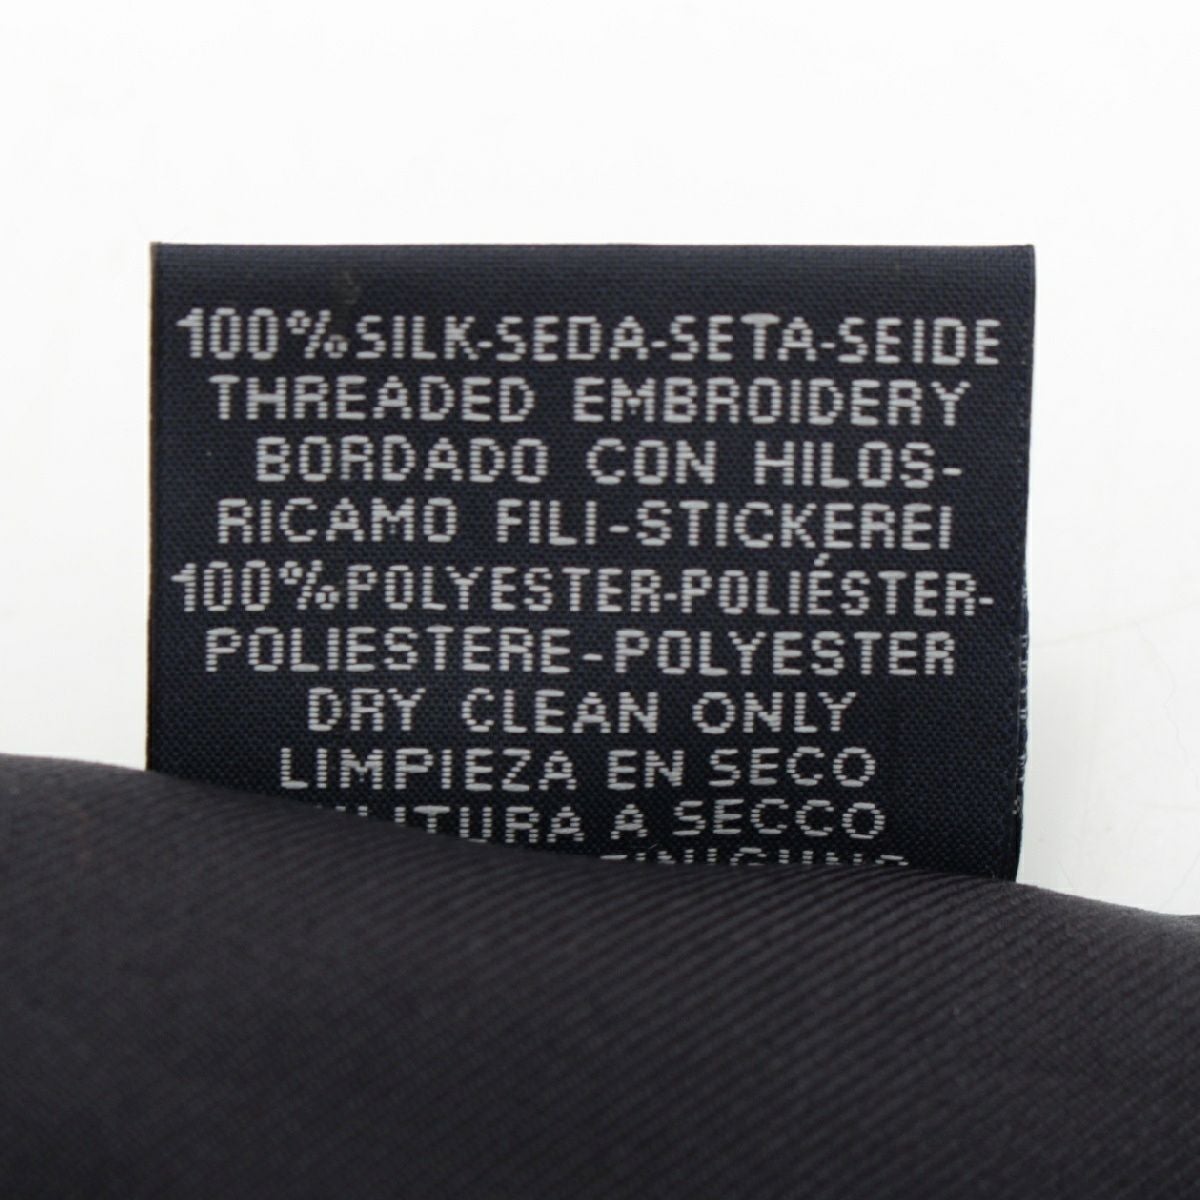 100% SILK-SEDA-SETA-SEIDE
THREADED EMBROIDERY
BORDADO CON HILOS-
RICAMO FILI-STICKEREI
100% POLYESTER-POLIÉSTER-
POLIESTERE-POLYESTER
DRY CLEAN ONLY
LIMPIEZA EN SECO
A SECCO